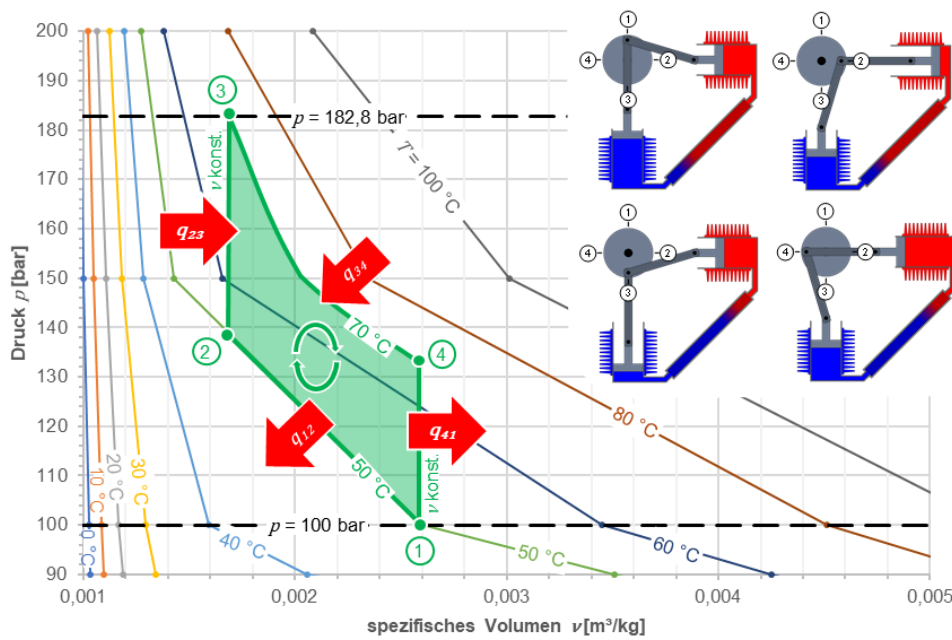 200
190
180
170
160
150
140
130
120
110
100
90
Druck p [bar]
0,001
0,002
0,003
0,004
0,005
spezifisches Volumen ν [m³/kg]
p = 182,8 bar
p = 100 bar
0 °C
10 °C
20 °C
30 °C
40 °C
50 °C
60 °C
80 °C
T = 100 °C
3
ν konst.
q23
2
q34
70 °C
4
q12
50 °C
q41
ν konst.
1
1
4
2
3
1
4
2
3
1
4
2
3
1
4
2
3